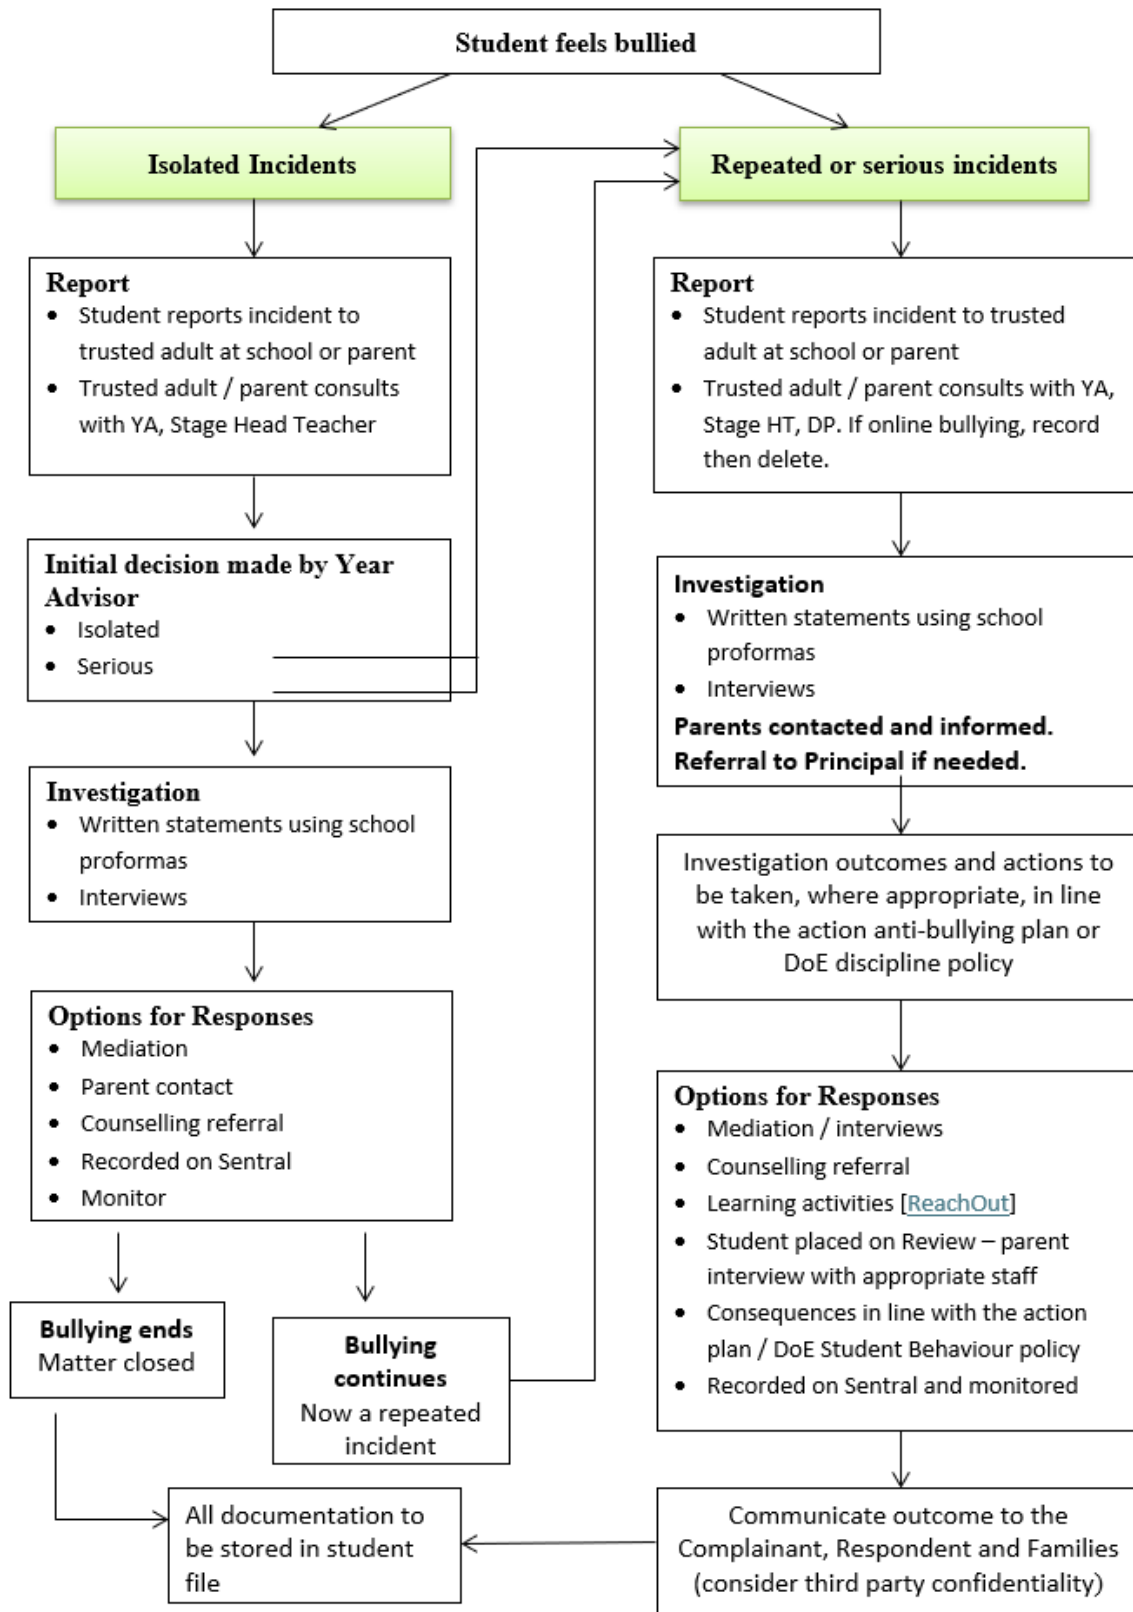 Student feels bullied
Isolated Incidents
Report
• Student reports incident to
trusted adult at school or parent
• Trusted adult / parent consults
with YA, Stage Head Teacher
Initial decision made by Year
Advisor
• Isolated
• Serious
Investigation
• Written statements using school
proformas
• Interviews
Options for Responses
• Mediation
• Parent contact
• Counselling referral
• Recorded on Sentral
• Monitor
Bullying ends
Matter closed
Bullying
continues
Now a repeated
incident
Repeated or serious incidents
Report
• Student reports incident to trusted
adult at school or parent
• Trusted adult / parent consults with YA,
Stage HT, DP. If online bullying, record
then delete.
Investigation
• Written statements using school
proformas
• Interviews
Parents contacted and informed.
Referral to Principal if needed.
Investigation outcomes and actions to
be taken, where appropriate, in line
with the action anti-bullying plan or
DoE discipline policy
Options for Responses
• Mediation / interviews
• Counselling referral
• Learning activities [ReachOut]
• Student placed on Review – parent
interview with appropriate staff
• Consequences in line with the action
plan / DoE Student Behaviour policy
• Recorded on Sentral and monitored
Communicate outcome to the
Complainant, Respondent and Families
(consider third party confidentiality)
All documentation to
be stored in student
file